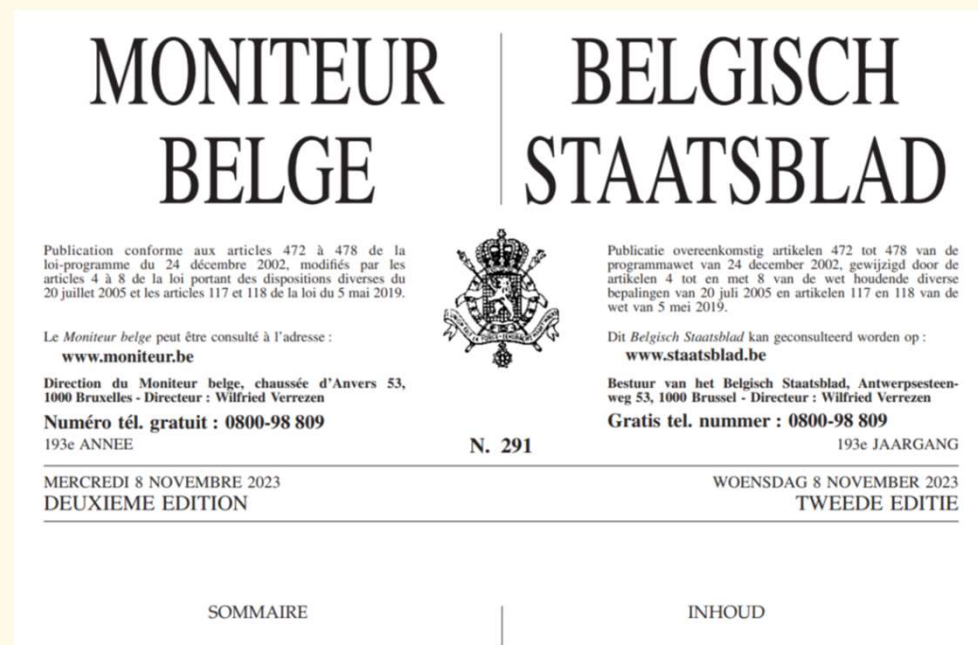 MONITEUR
BELGE
BELGISCH
STAATSBLAD
Publication conforme aux articles 472 à 478 de la
loi-programme du 24 décembre 2002, modifiés par les
articles 4 à 8 de la loi portant des dispositions diverses du
20 juillet 2005 et les articles 117 et 118 de la loi du 5 mai 2019.
Le Moniteur belge peut être consulté à l'adresse :
www.moniteur.be
Direction du Moniteur belge, chaussée d'Anvers 53,
1000 Bruxelles - Directeur : Wilfried Verrezen
Numéro tél. gratuit : 0800-98 809
193e ANNEE
N. 291
Publicatie overeenkomstig artikelen 472 tot 478 van de
programmawet van 24 december 2002, gewijzigd door de
artikelen 4 tot en met 8 van de wet houdende diverse
bepalingen van 20 juli 2005 en artikelen 117 en 118 van de
wet van 5 mei 2019.
Dit Belgisch Staatsblad kan geconsulteerd worden op :
www.staatsblad.be
Bestuur van het Belgisch Staatsblad, Antwerpsesteen-
weg 53, 1000 Brussel - Directeur : Wilfried Verrezen
Gratis tel. nummer : 0800-98 809
193e JAARGANG
MERCREDI 8 NOVEMBRE 2023
DEUXIEME EDITION
WOENSDAG 8 NOVEMBER 2023
TWEEDE EDITIE
SOMMAIRE
INHOUD